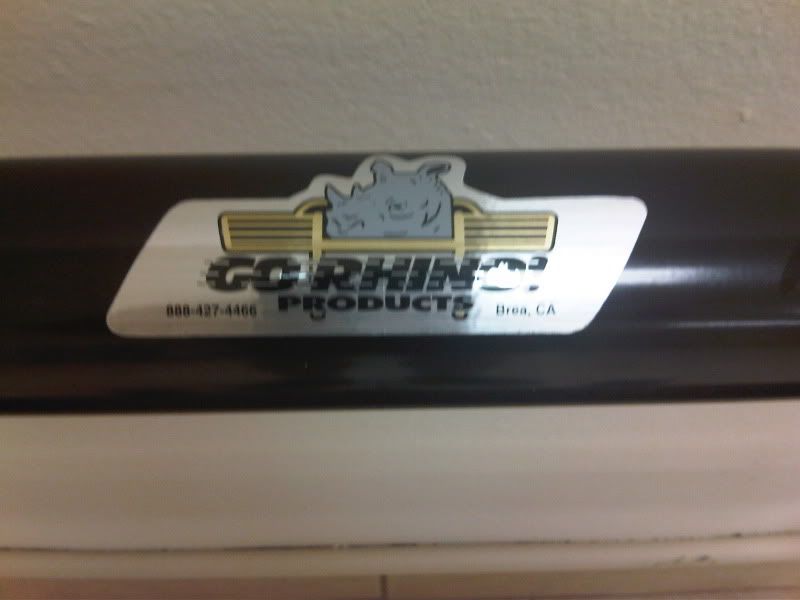 GO RHINO!
PRODUCTS
888-427-4466 Brea, CA